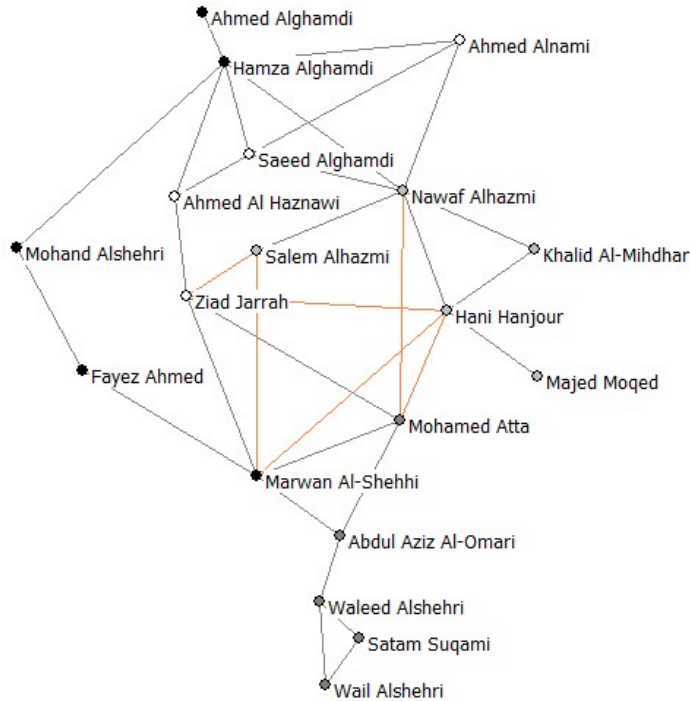 Ahmed Alghamdi
Ahmed Alnami
Hamza Alghamdi
Saeed Alghamdi
Nawaf Alhazmi
Ahmed Al Haznawi
Mohand Alshehri
Salem Alhazmi
Khalid Al-Mihdhar
Ziad Jarrah
Hani Hanjour
Fayez Ahmed
Majed Moqed
Mohamed Atta
Marwan Al-Shehhi
Abdul Aziz Al-Omari
Waleed Alshehri
Satam Suqami
Wail Alshehri